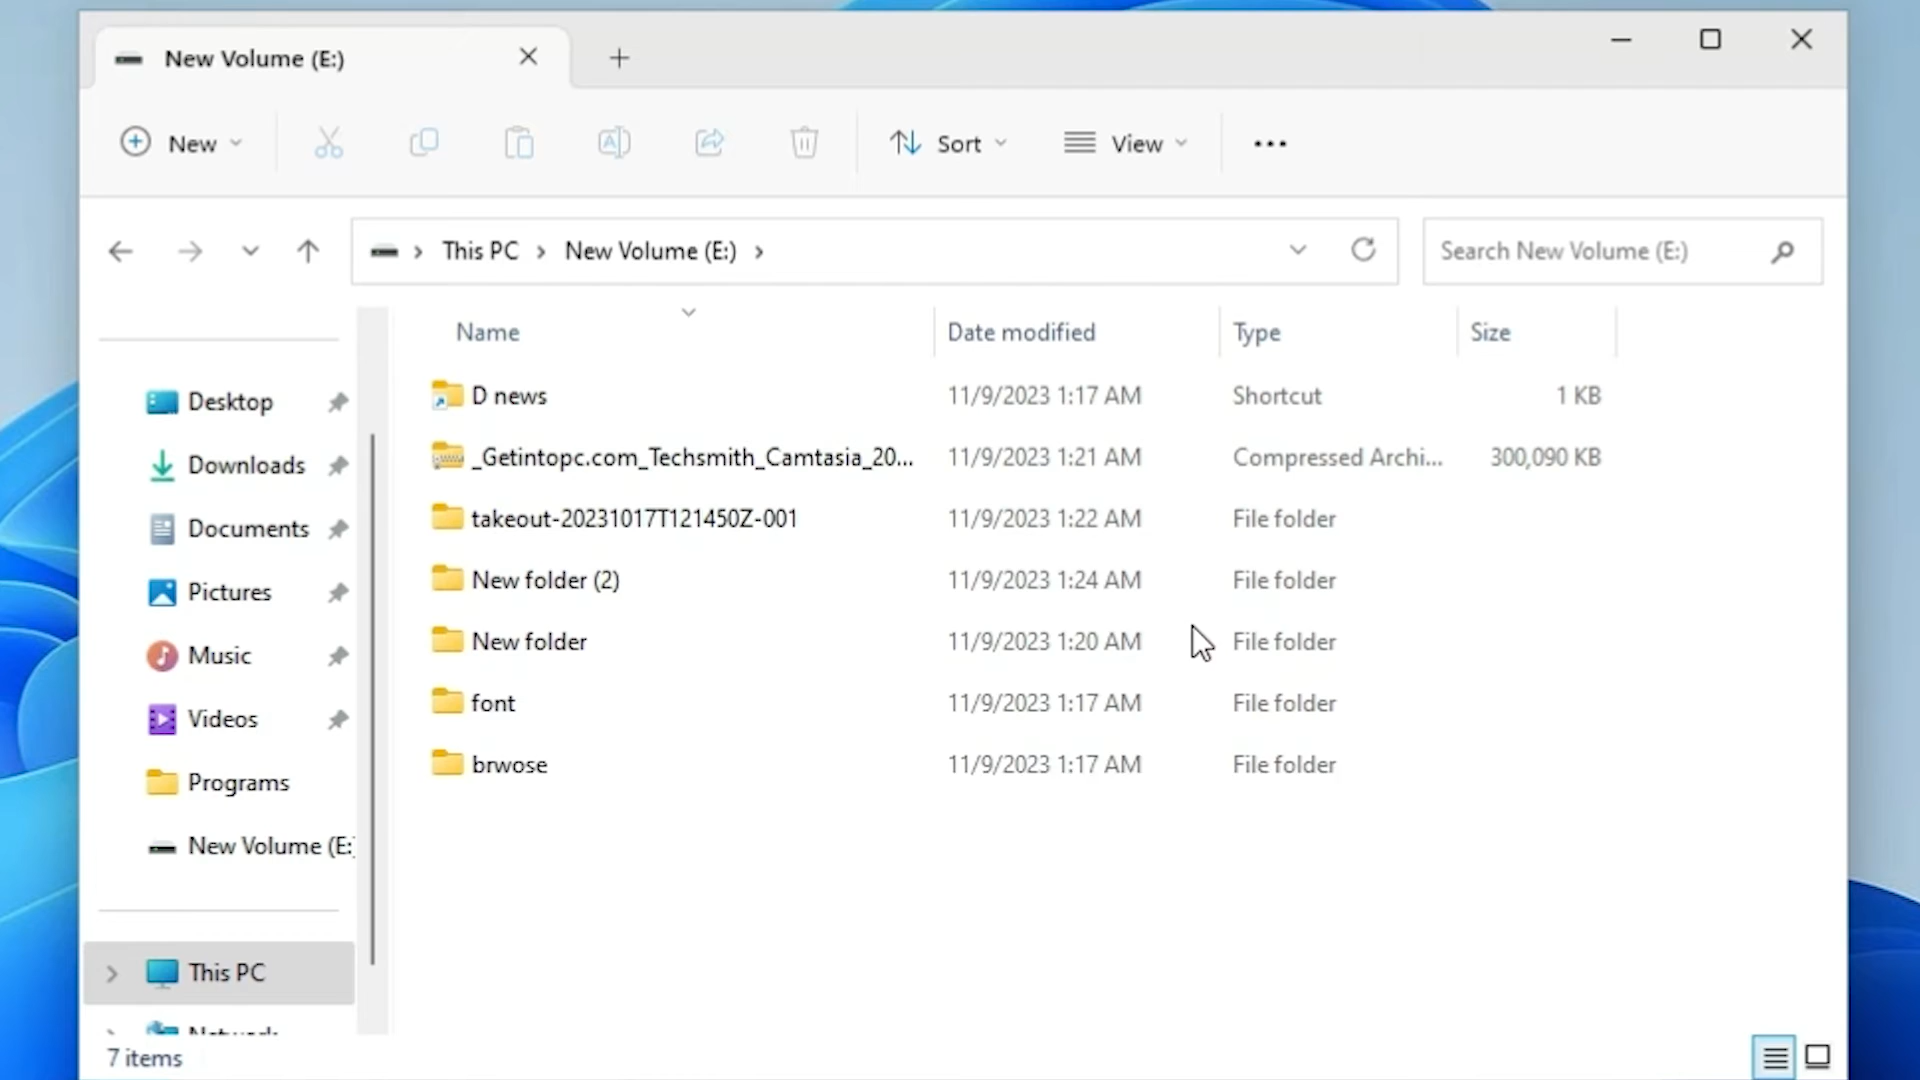 New Volume (E:)
New
Sort
View
This PC
New Volume (E:)
Search New Volume (E:)
Name
Date modified
Type
Size
Desktop
Downloads
Documents
Pictures
Music
Videos
Programs
New Volume (E:
This PC
Network
D news 11/9/2023 1:17 AM Shortcut 1 KB
_Getintopc.com_Techsmith_Camtasia_20... 11/9/2023 1:21 AM Compressed Archi... 300,090 KB
takeout-20231017T121450Z-001 11/9/2023 1:22 AM File folder
New folder (2) 11/9/2023 1:24 AM File folder
New folder 11/9/2023 1:20 AM File folder
font 11/9/2023 1:17 AM File folder
brwose 11/9/2023 1:17 AM File folder
7 items